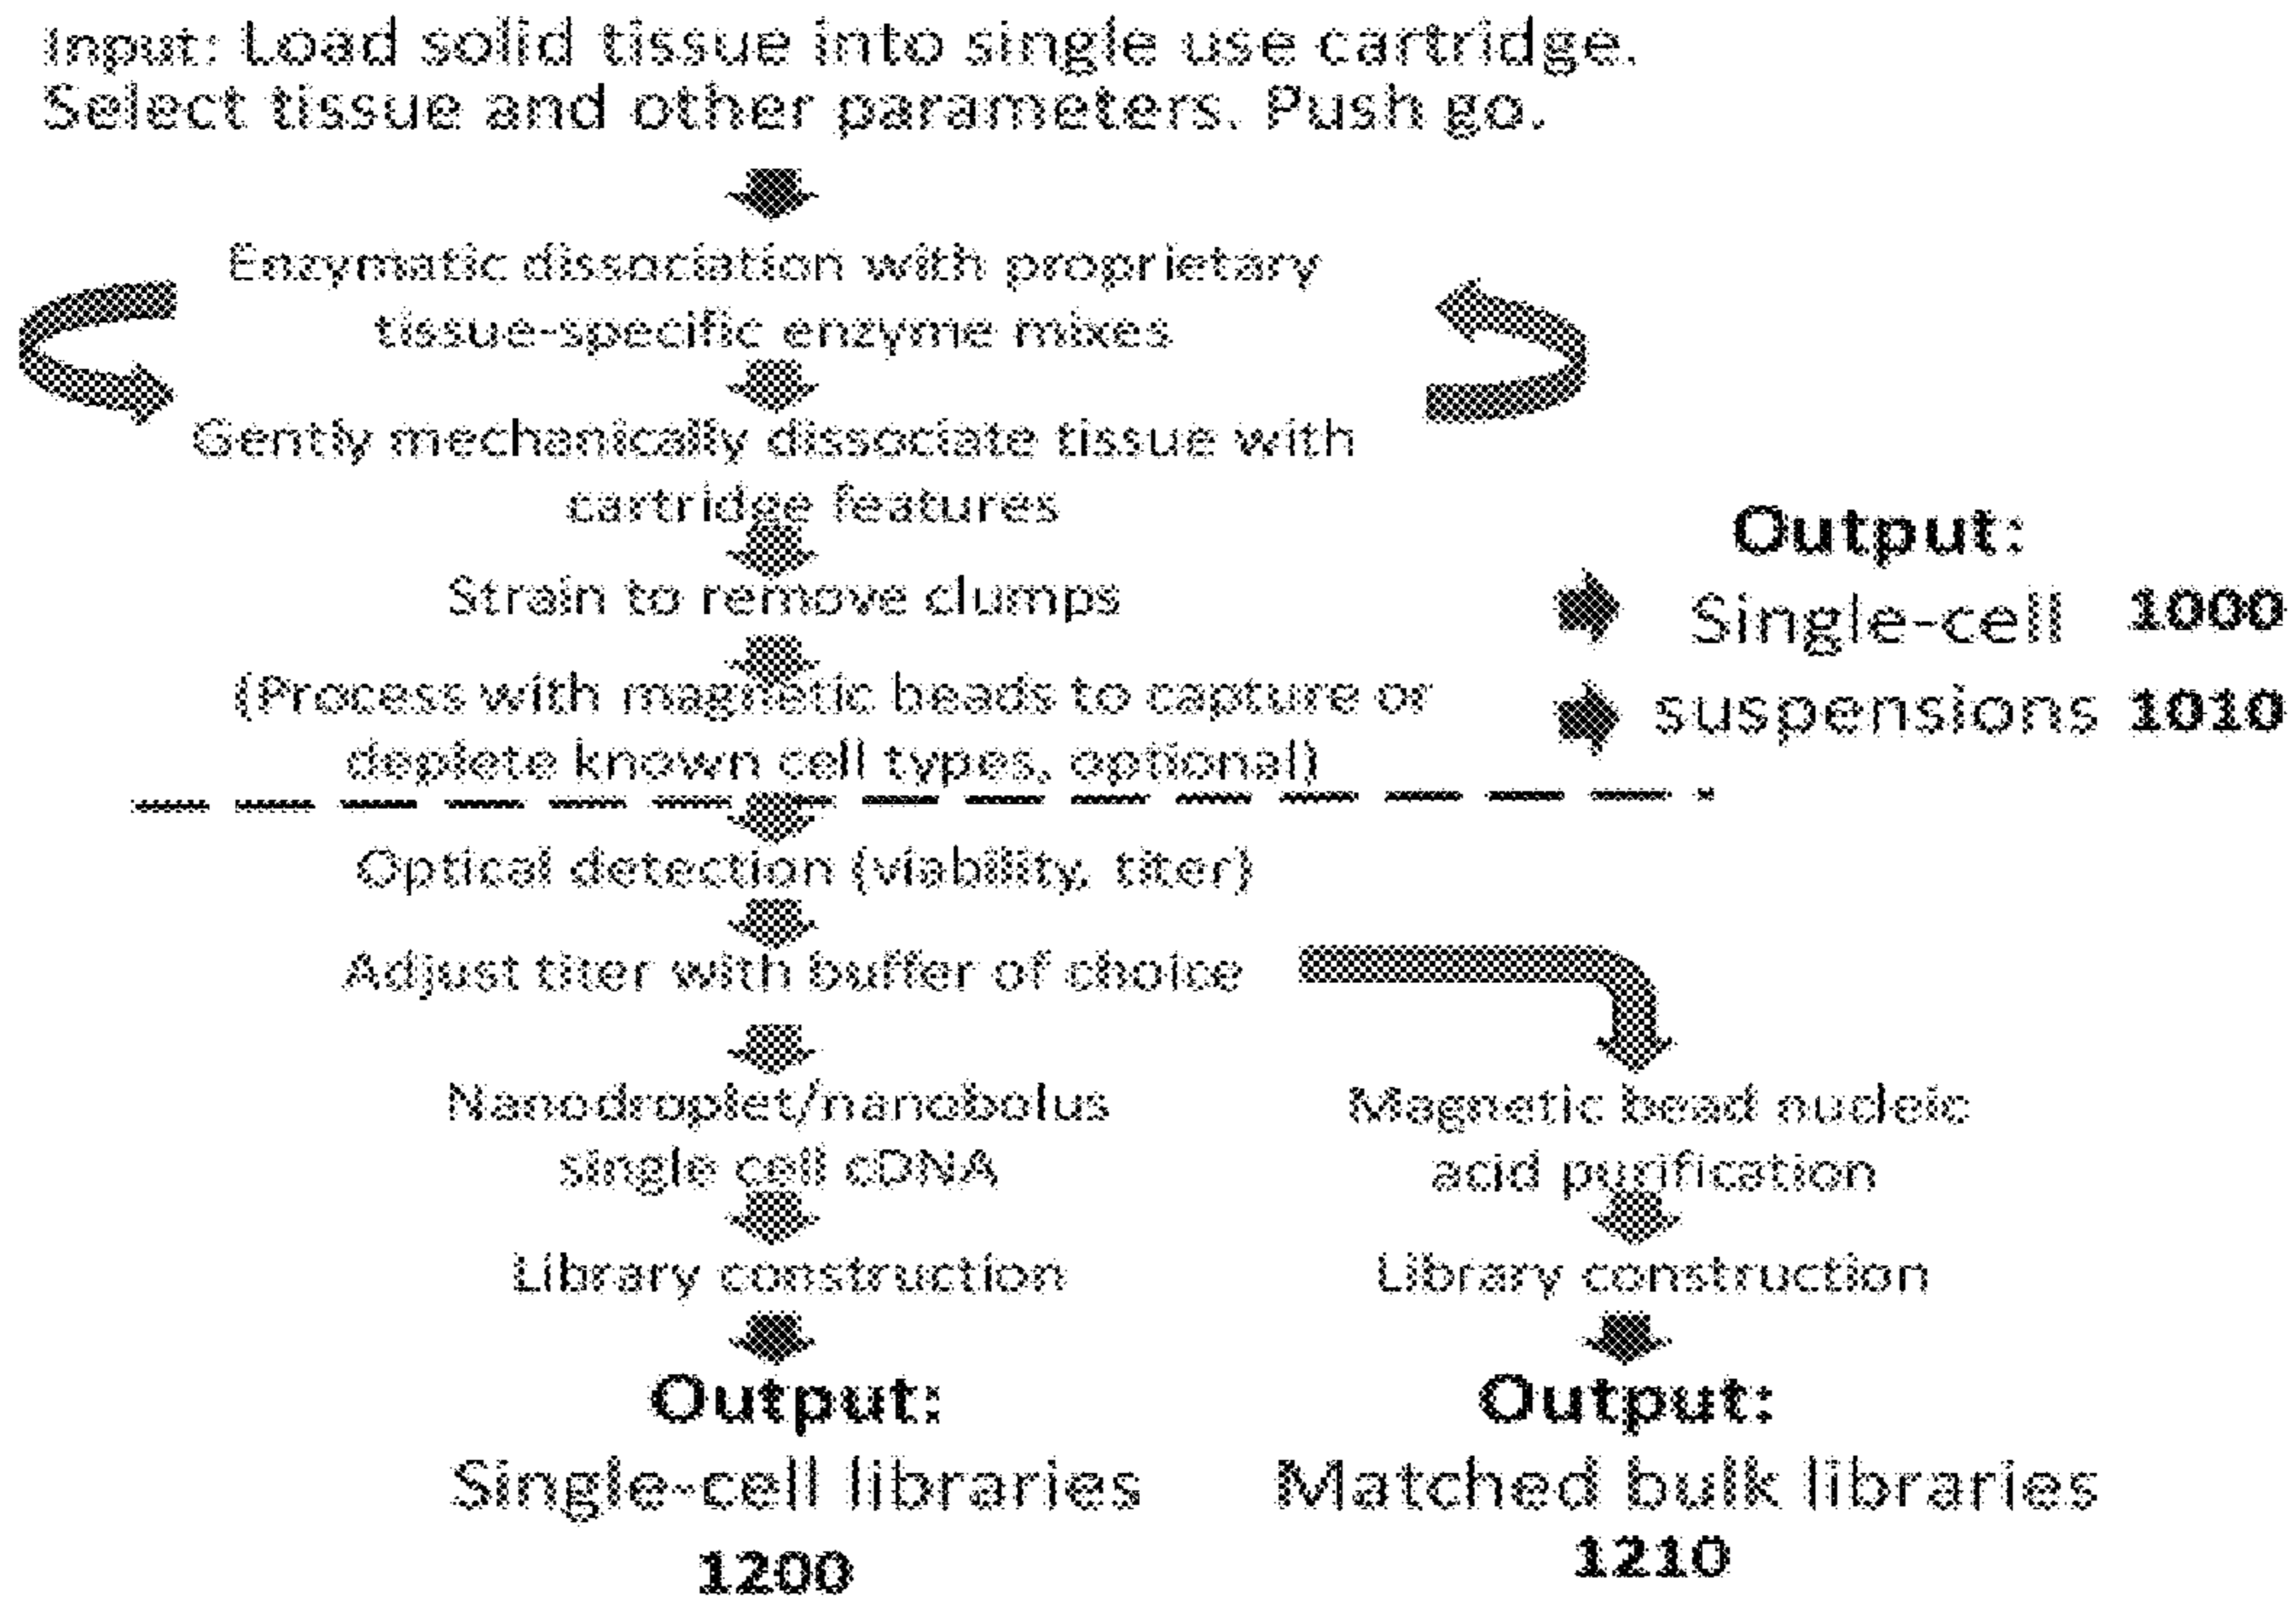 Input: Load solid tissue into single use cartridge.
Select tissue and other parameters. Push go.
Enzymatic dissociation with proprietary
tissue-specific enzyme mixes
Gently mechanically dissociate tissue with
cartridge features
Strain to remove clumps
(Process with magnetic beads to capture or
deplete known cell types, optional)
Output:
Single-cell 1000
suspensions 1010
Optical detection (viability, titer)
Adjust titer with buffer of choice
Nanodroplet/nanobolus
single cell cDNA
Library construction
Output:
Single-cell libraries
1200
Magnetic bead nucleic
acid purification
Library construction
Output:
Matched bulk libraries
1210